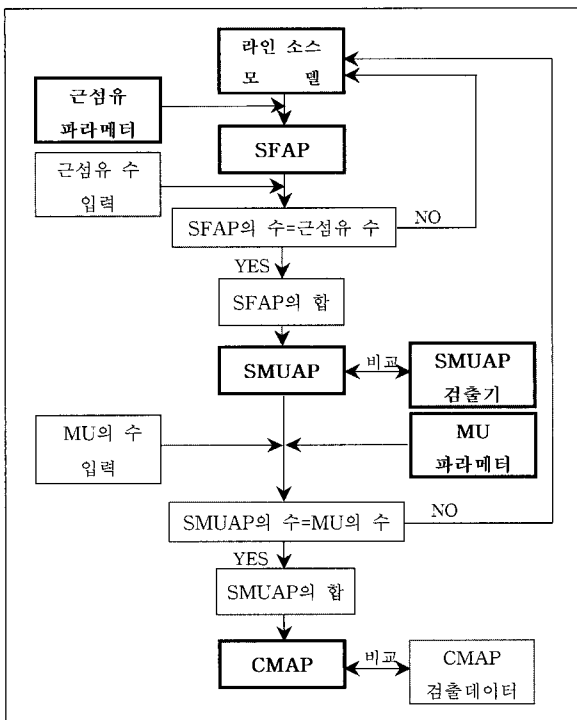 라인 소스
모 델
근섬유
파라메터
SFAP
근섬유 수
입력
SFAP의 수=근섬유 수
NO
YES
SFAP의 합
SMUAP
비교
SMUAP
검출기
MU의 수
입력
MU
파라메터
SMUAP의 수=MU의 수
NO
YES
SMUAP의 합
CMAP
비교
CMAP
검출데이터